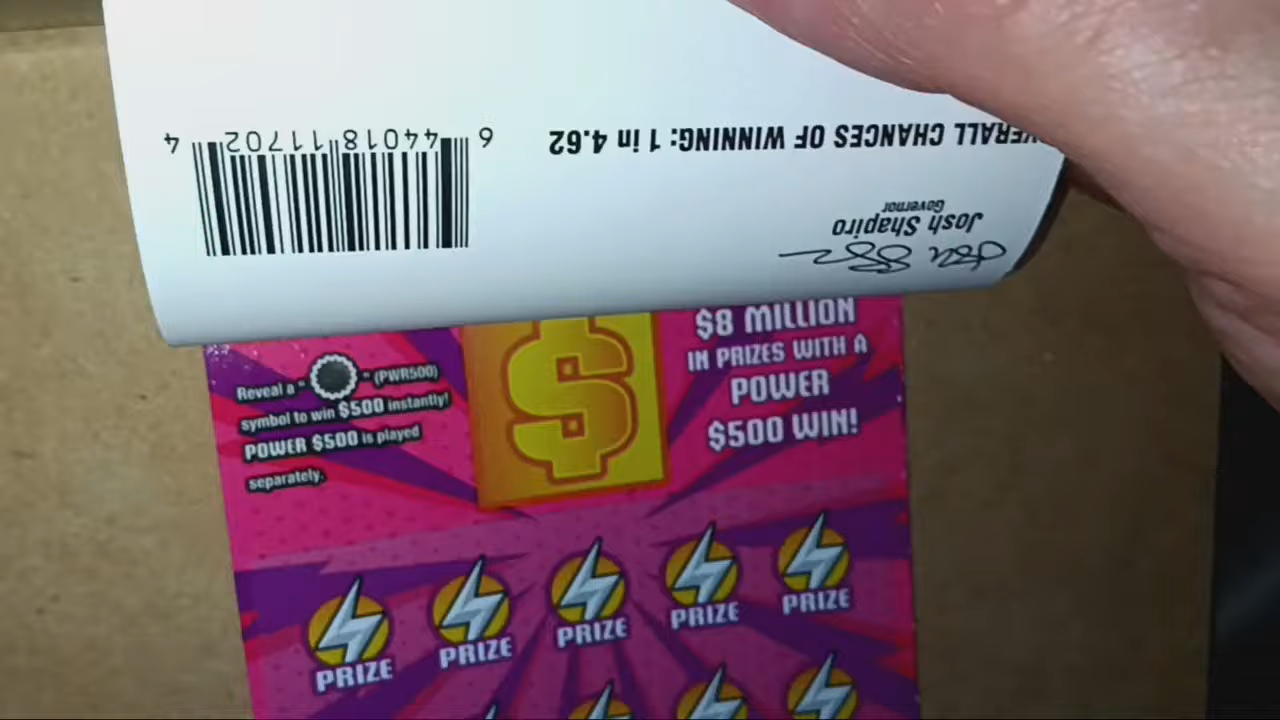 6 44018 11702 4
OVERALL CHANCES OF WINNING: 1 in 4.62
Josh Shapiro
Governor
Reveal a " " (PWR500)
symbol to win $500 instantly!
POWER $500 is played
separately.
$
$8 MILLION
IN PRIZES WITH A
POWER
$500 WIN!
PRIZE
PRIZE
PRIZE
PRIZE
PRIZE